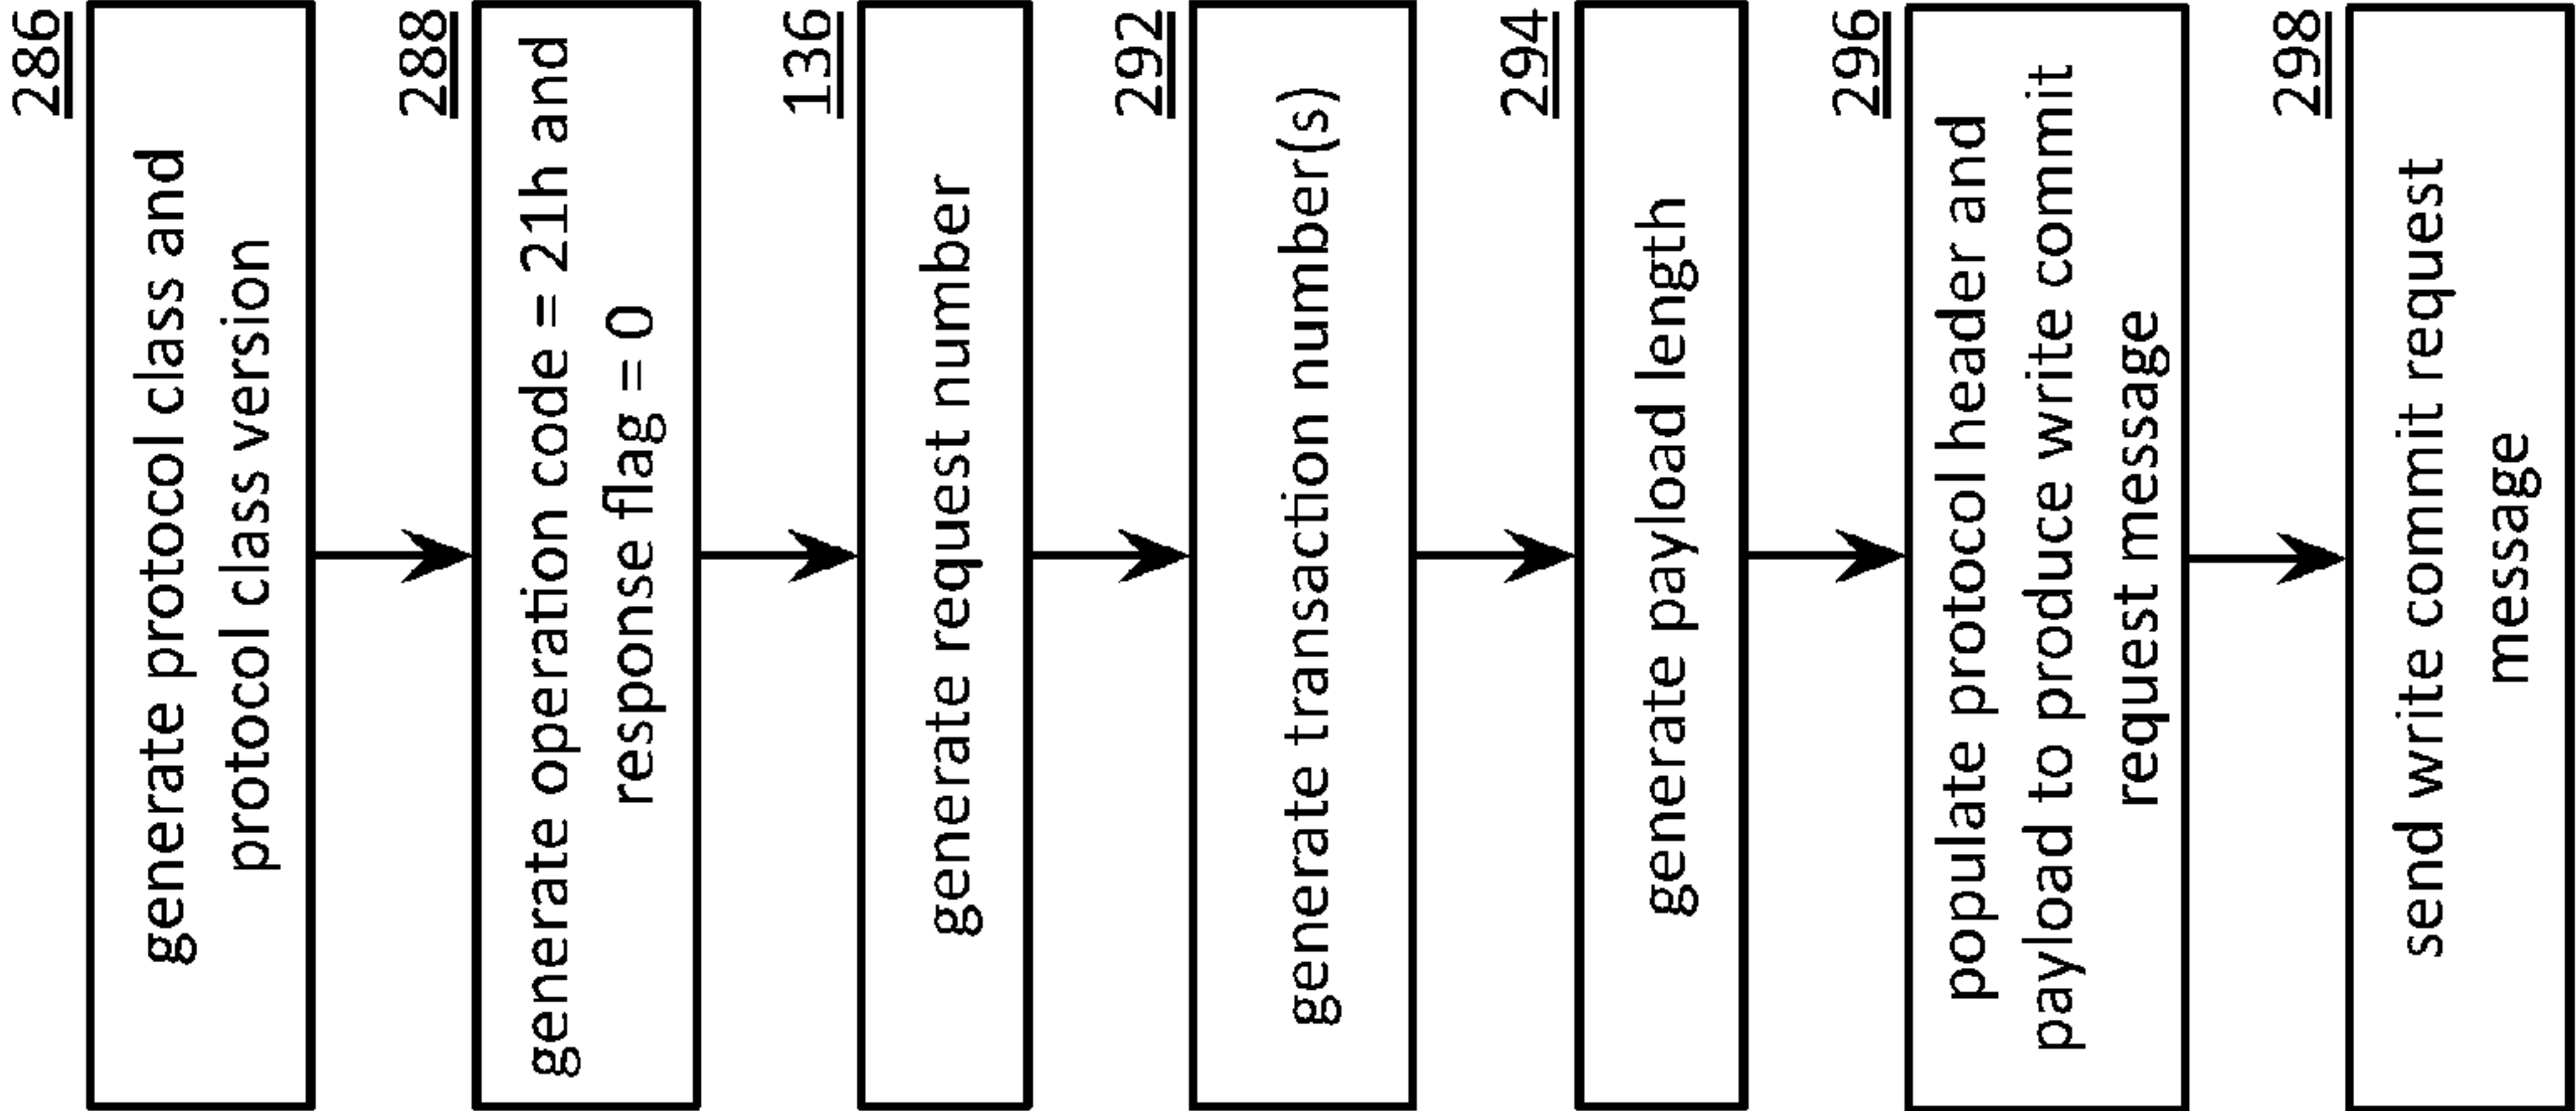 286
generate protocol class and
protocol class version
288
generate operation code = 21h and
response flag = 0
136
generate request number
292
generate transaction number(s)
294
generate payload length
296
populate protocol header and
payload to produce write commit
request message
298
send write commit request
message